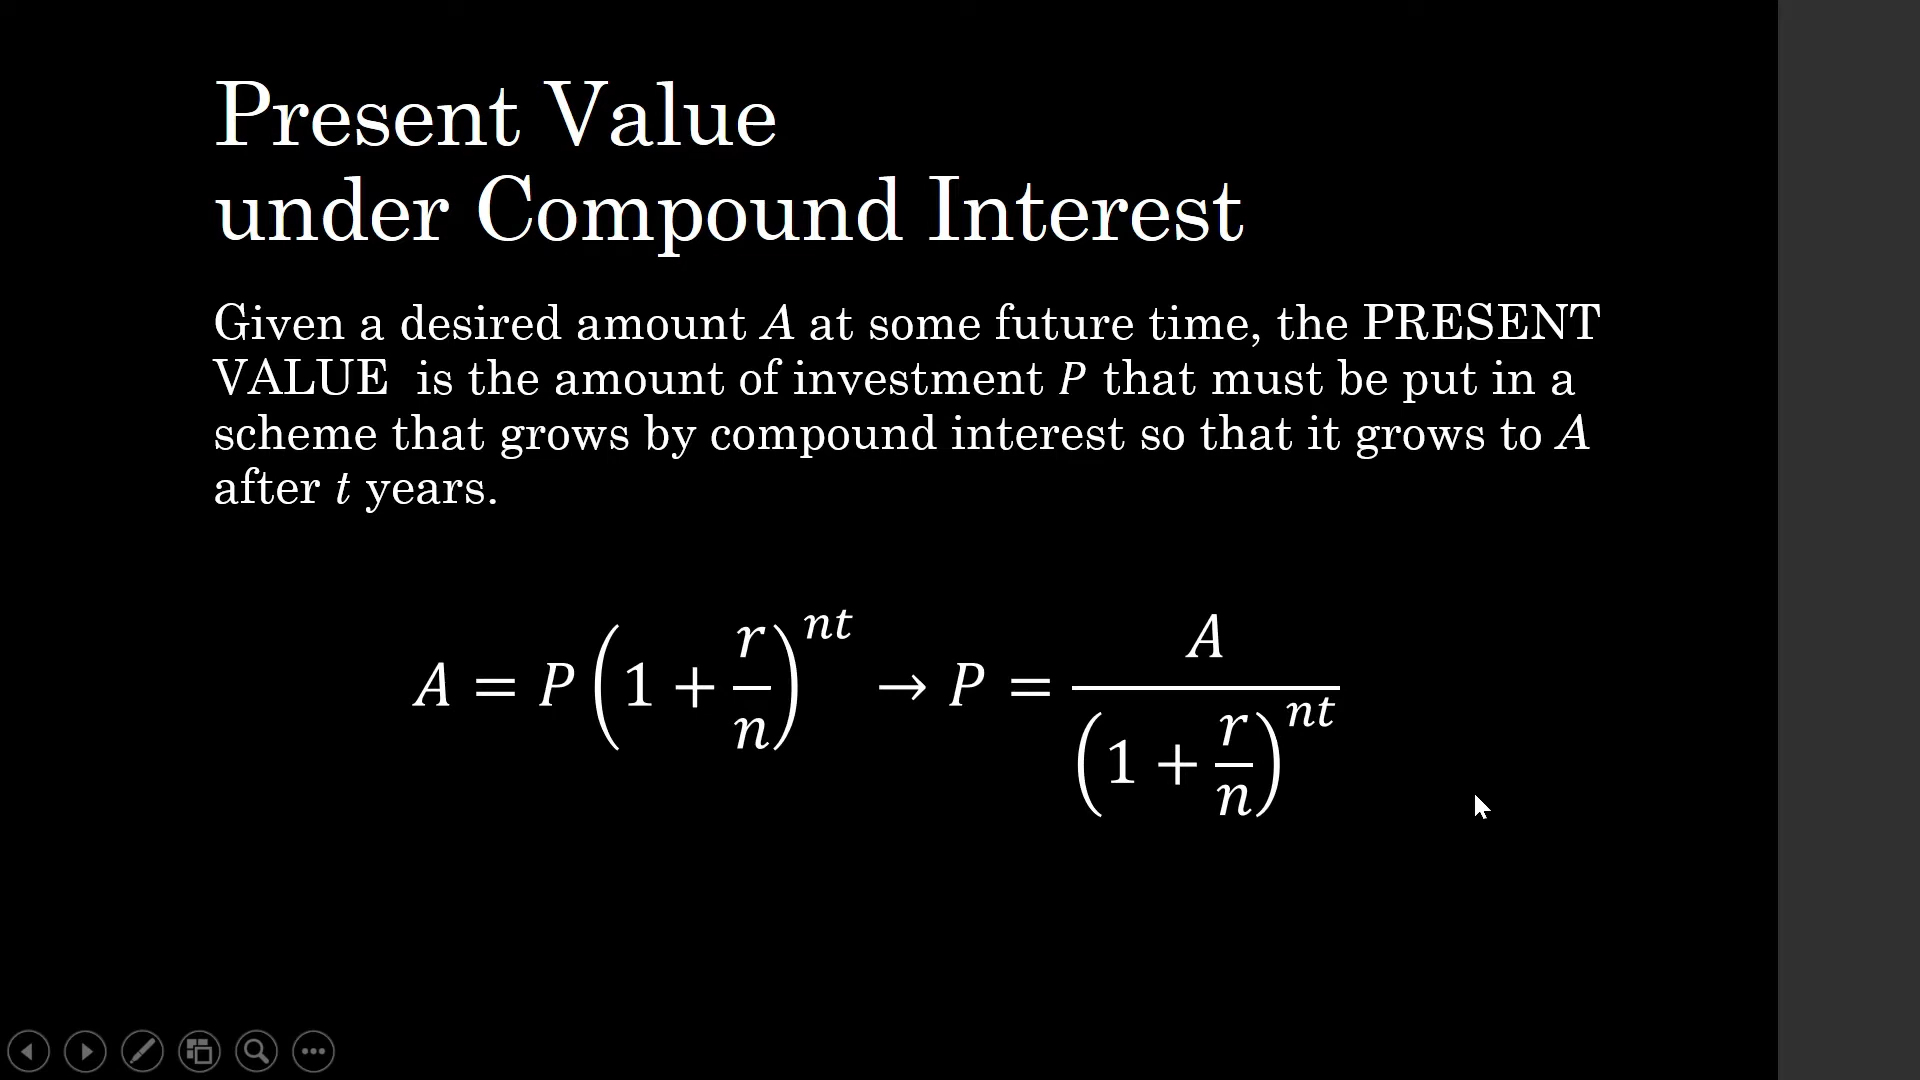 Present Value
under Compound Interest
Given a desired amount A at some future time, the PRESENT
VALUE is the amount of investment P that must be put in a
scheme that grows by compound interest so that it grows to A
after t years.
A = P(1 + r/n)^{nt} → P = A/(1 + r/n)^{nt}